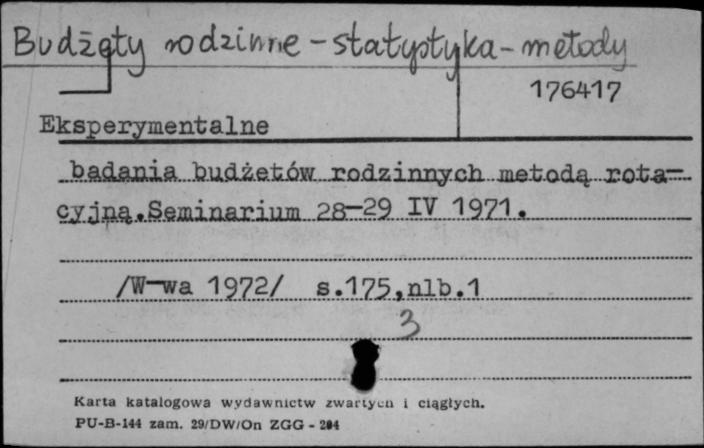 Budżety rodzinne - statystyka - metody
176417
Eksperymentalne
badania budżetów rodzinnych metodą rota-
cyjną. Seminarium 28-29 IV 1971.
/W-wa 1972/ s.175,nlb.1
3
Karta katalogowa wydawnictw zwartych i ciągłych.
PU-B-144 zam. 29/DW/On ZGG - 204